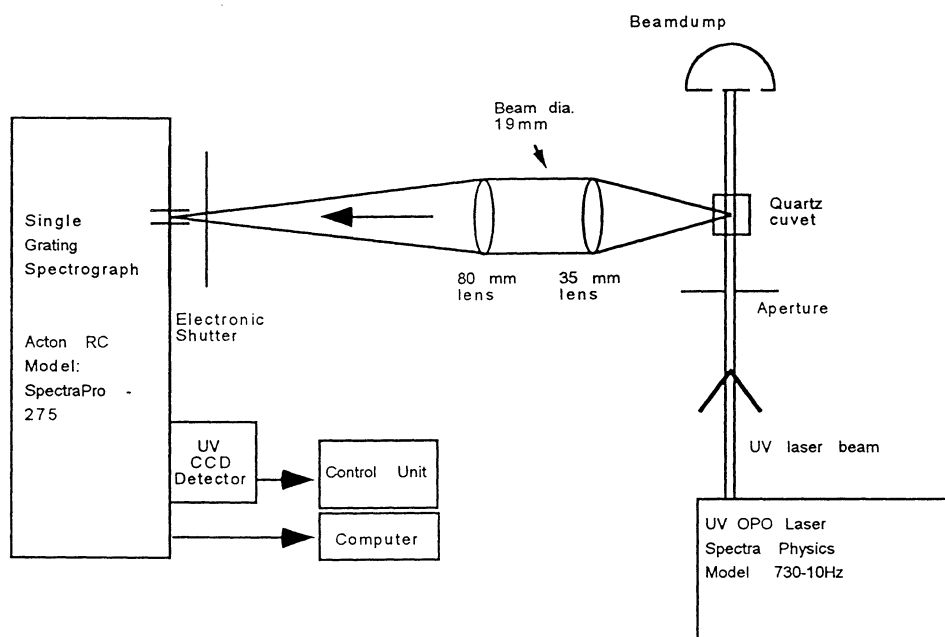 Beamdump
Beam dia.
19mm
Single
Grating
Spectrograph
Quartz
cuvet
80 mm
lens
35 mm
lens
Aperture
Electronic
Shutter
Acton RC
Model:
SpectraPro -
275
UV
CCD
Detector
Control Unit
UV laser beam
Computer
UV OPO Laser
Spectra Physics
Model 730-10Hz